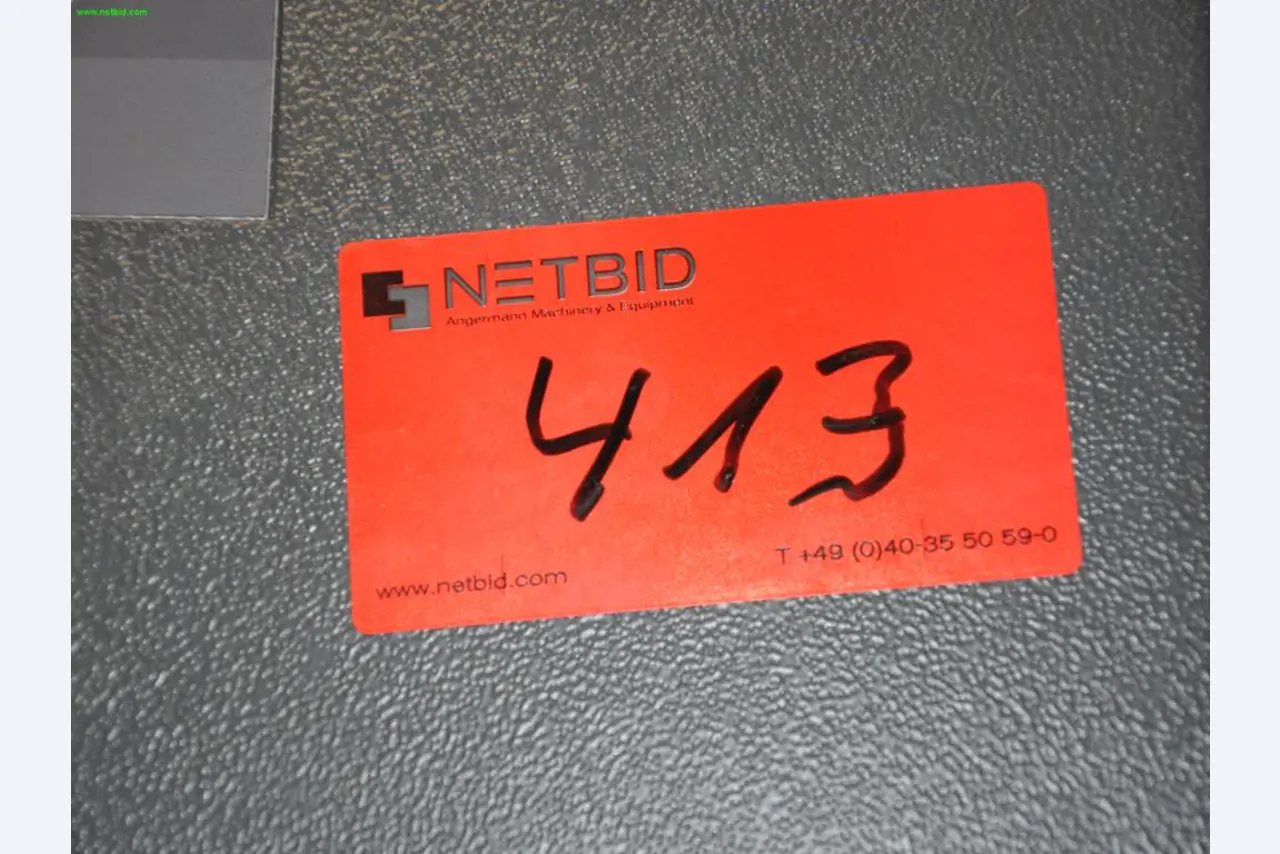 www.netbid.com
NETBID
Angermann Machinery & Equipment
413
T +49 (0)40-35 50 59-0
www.netbid.com